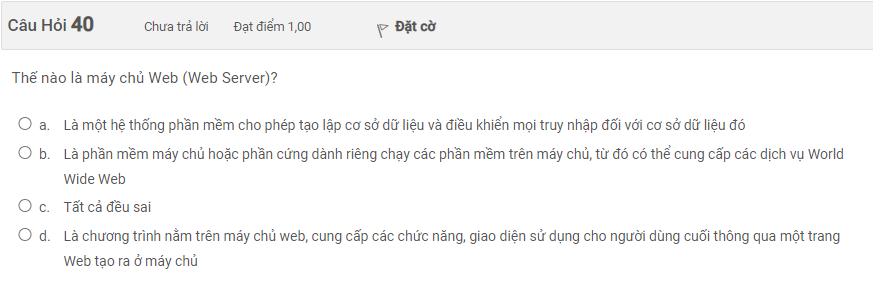 Câu Hỏi 40 Chưa trả lời Đạt điểm 1,00 Đặt cờ
Thế nào là máy chủ Web (Web Server)?
a. Là một hệ thống phần mềm cho phép tạo lập cơ sở dữ liệu và điều khiển mọi truy nhập đối với cơ sở dữ liệu đó
b. Là phần mềm máy chủ hoặc phần cứng dành riêng chạy các phần mềm trên máy chủ, từ đó có thể cung cấp các dịch vụ World
Wide Web
c. Tất cả đều sai
d. Là chương trình nằm trên máy chủ web, cung cấp các chức năng, giao diện sử dụng cho người dùng cuối thông qua một trang
Web tạo ra ở máy chủ